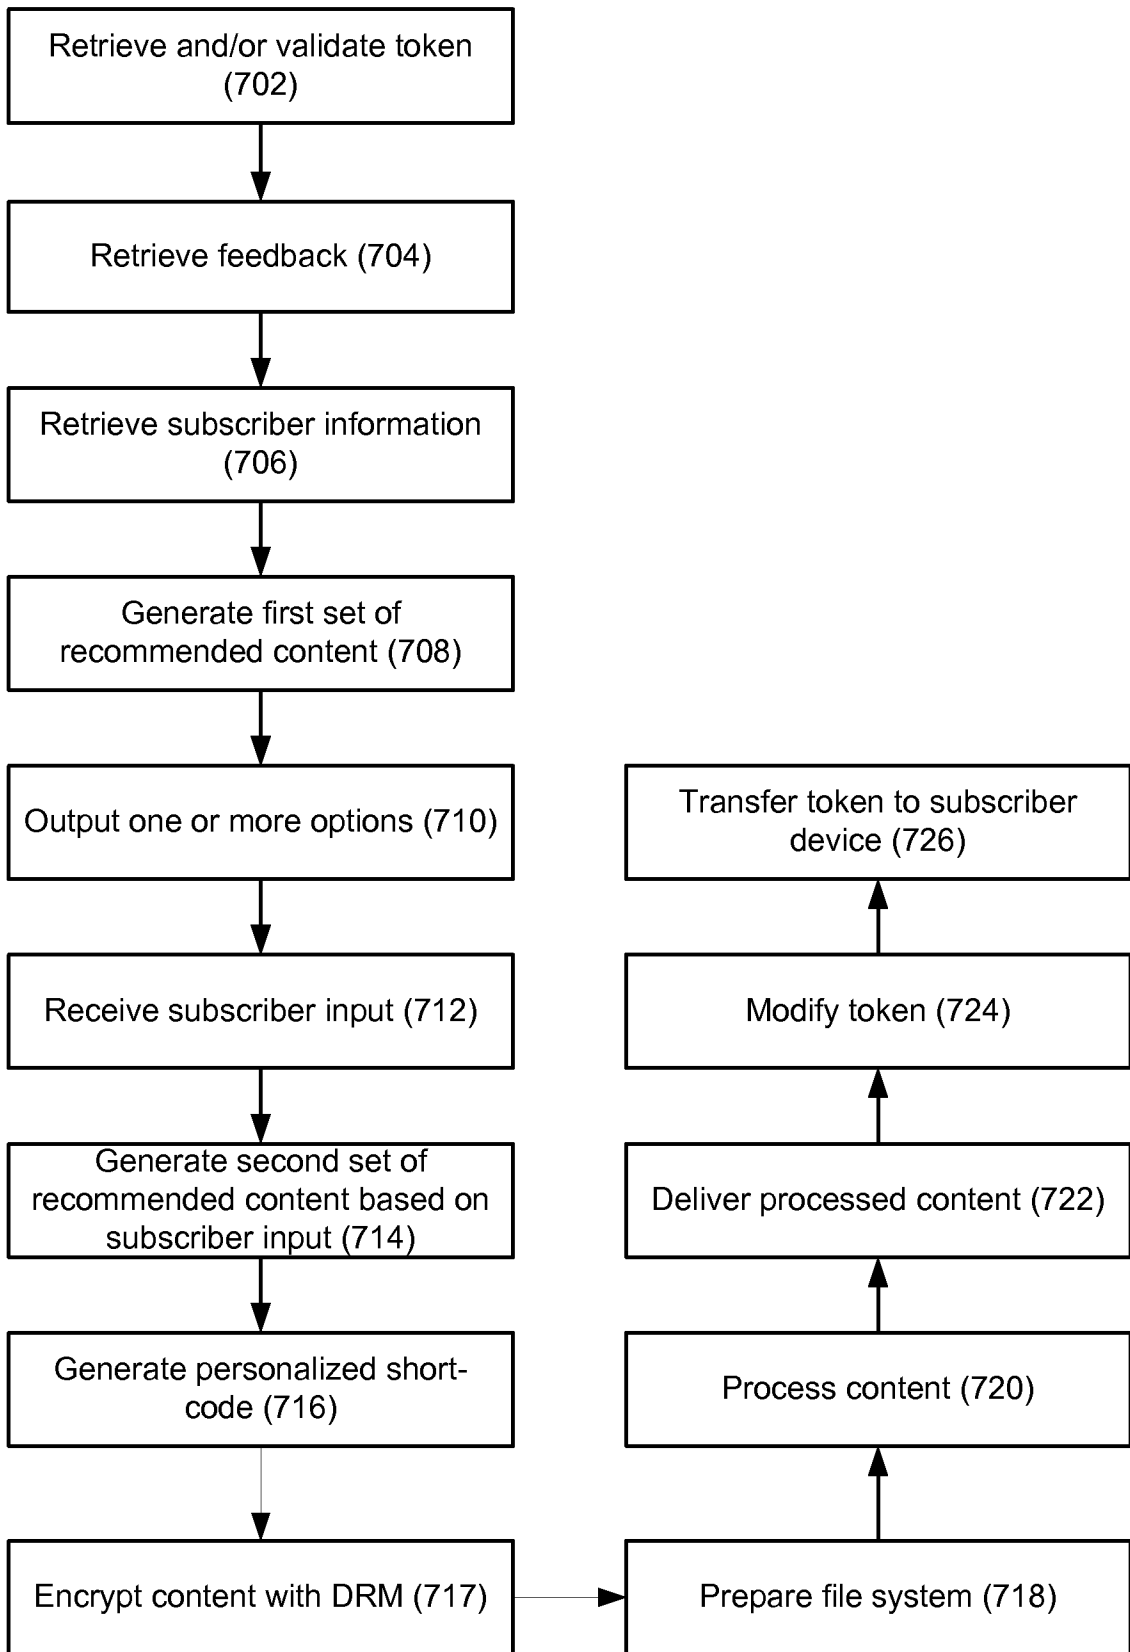 Retrieve and/or validate token
(702)
Retrieve feedback (704)
Retrieve subscriber information
(706)
Generate first set of
recommended content (708)
Output one or more options (710)
Receive subscriber input (712)
Generate second set of
recommended content based on
subscriber input (714)
Generate personalized short-
code (716)
Encrypt content with DRM (717)
Prepare file system (718)
Process content (720)
Deliver processed content (722)
Modify token (724)
Transfer token to subscriber
device (726)